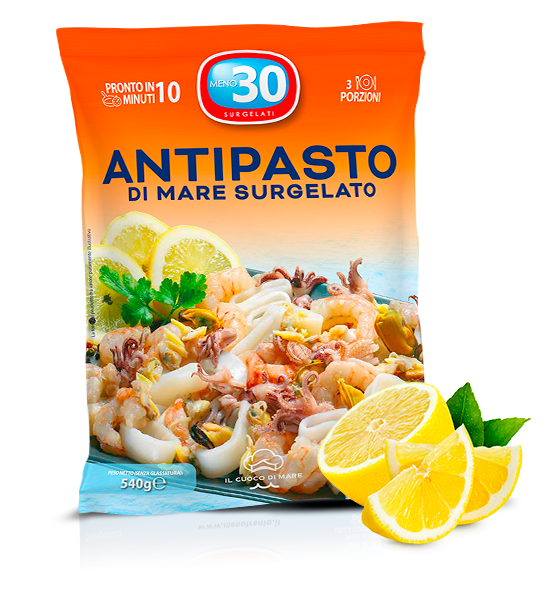 PRONTO IN
MINUTI 10
MENO 30
SURGELATI
3
PORZIONI
ANTIPASTO
DI MARE SURGELATO
PESO NETTO (SENZA GLASSATURA):
540g℮
IL CUOCO DI MARE